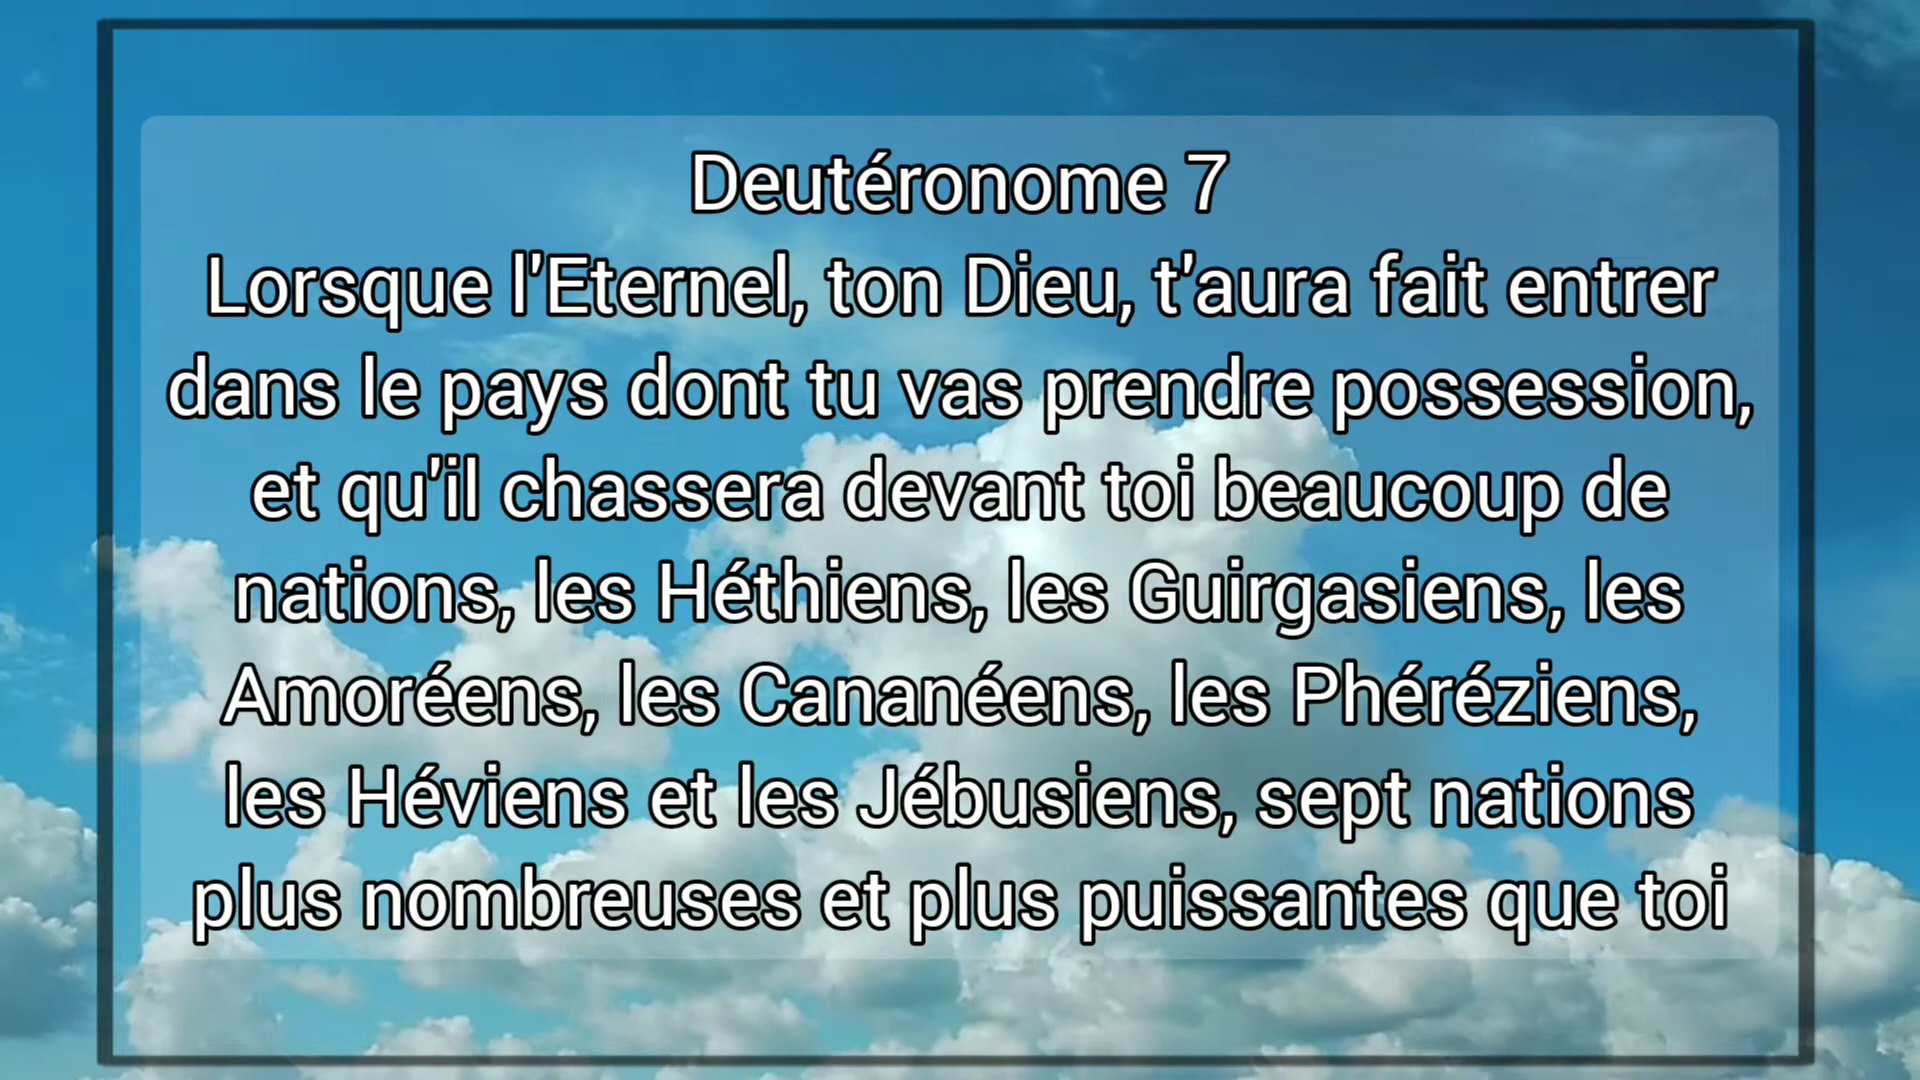 Deutéronome 7
Lorsque l'Eternel, ton Dieu, t'aura fait entrer
dans le pays dont tu vas prendre possession,
et qu'il chassera devant toi beaucoup de
nations, les Héthiens, les Guirgasiens, les
Amoréens, les Cananéens, les Phéréziens,
les Héviens et les Jébusiens, sept nations
plus nombreuses et plus puissantes que toi